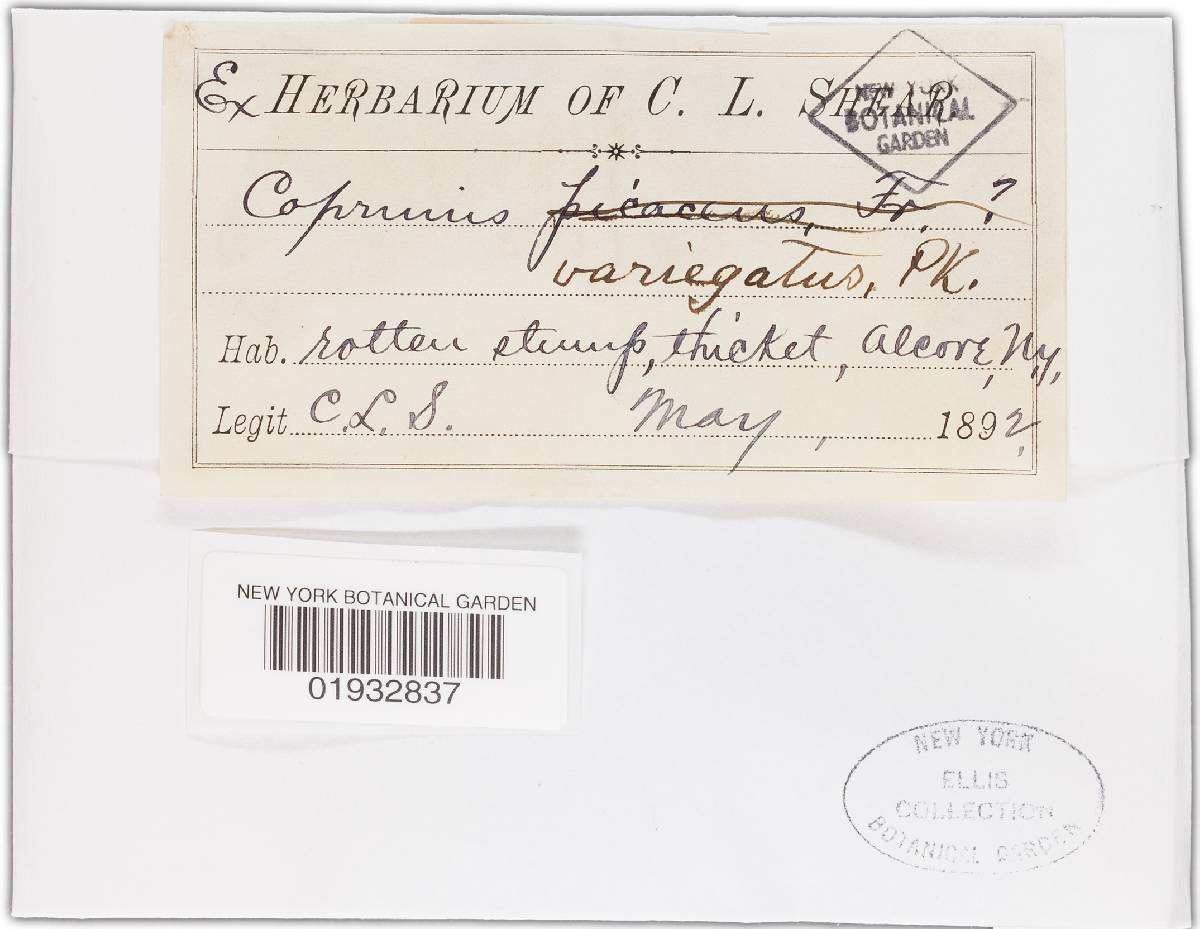 Ex HERBARIUM OF C. L. SHEAR.
NEW YORK
BOTANICAL
GARDEN
Coprinus picaceus, Fr. ?
variegatus, PK.
Hab. rotten stump, thicket, Alcove, N.Y.
Legit C.L.S. May, 1892.
NEW YORK BOTANICAL GARDEN
01932837
NEW YORK
ELLIS
COLLECTION
BOTANICAL GARDEN